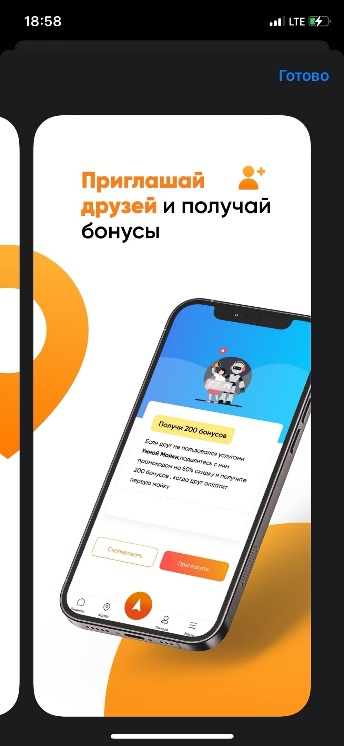 18:58
LTE
Готово
Приглашай
друзей и получай
бонусы
Получи 200 бонусов
Если друг не пользовался услугами
Умной Мойки,поделитесь с ним
промокодом на 50% скидку и получите
200 бонусов , когда друг оплатит
первую мойку
Скопировать
Пригласить